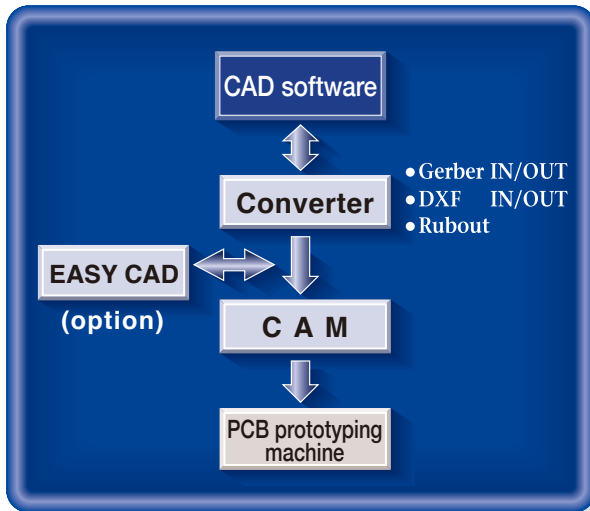 CAD software
Converter
•Gerber IN/OUT
•DXF IN/OUT
•Rubout
EASY CAD
(option)
C A M
PCB prototyping
machine